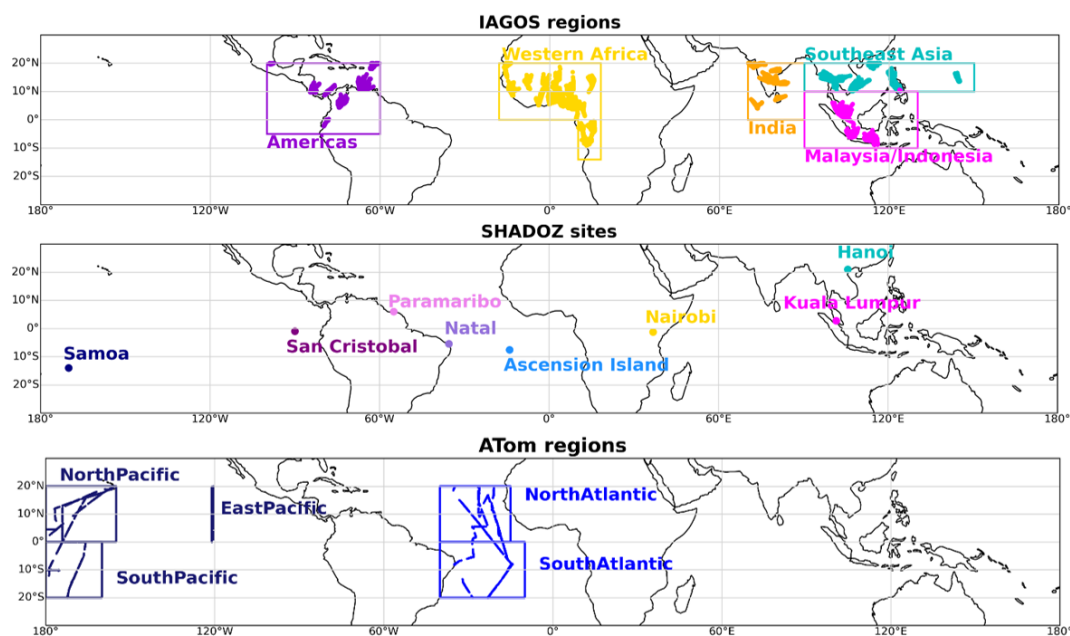 IAGOS regions
20°N
10°N
0°
10°S
20°S
Western Africa
Southeast Asia
Americas
India
Malaysia/Indonesia
180° 120°W 60°W 0° 60°E 120°E 180°
SHADOZ sites
20°N
10°N
0°
10°S
20°S
Hanoi
Paramaribo
Kuala Lumpur
Natal
Nairobi
San Cristobal
Samoa
Ascension Island
180° 120°W 60°W 0° 60°E 120°E 180°
ATom regions
20°N
10°N
0°
10°S
20°S
NorthPacific
EastPacific
NorthAtlantic
SouthPacific
SouthAtlantic
180° 120°W 60°W 0° 60°E 120°E 180°